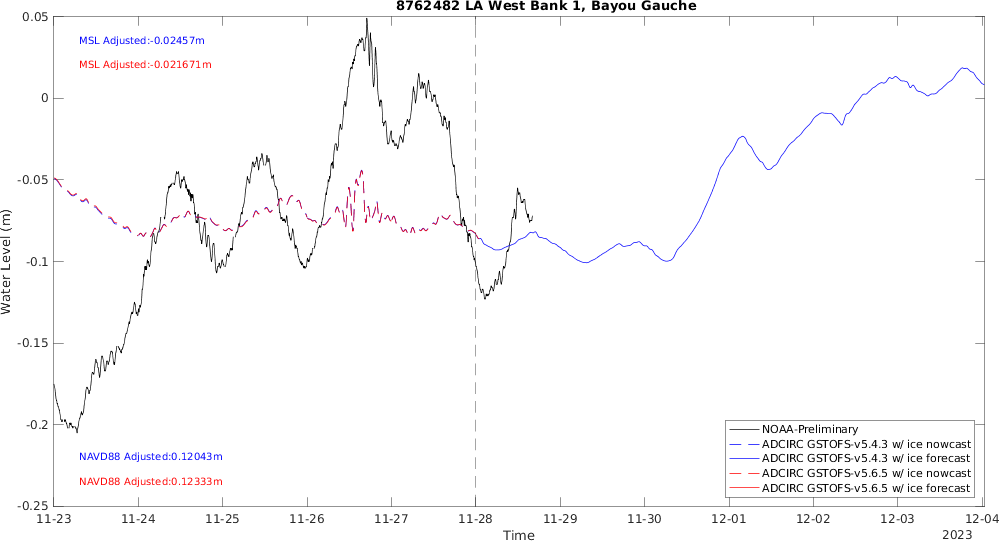 8762482 LA West Bank 1, Bayou Gauche
MSL Adjusted:-0.02457m
MSL Adjusted:-0.021671m
NAVD88 Adjusted:0.12043m
NAVD88 Adjusted:0.12333m
Water Level (m)
0.05
0
-0.05
-0.1
-0.15
-0.2
-0.25
NOAA-Preliminary
ADCIRC GSTOFS-v5.4.3 w/ ice nowcast
ADCIRC GSTOFS-v5.4.3 w/ ice forecast
ADCIRC GSTOFS-v5.6.5 w/ ice nowcast
ADCIRC GSTOFS-v5.6.5 w/ ice forecast
11-23 11-24 11-25 11-26 11-27 11-28 11-29 11-30 12-01 12-02 12-03 12-04
Time
2023